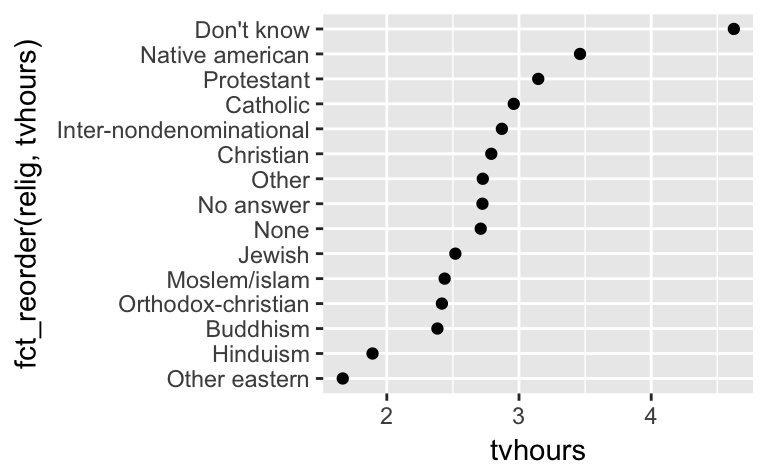 fct_reorder(relig, tvhours)
Don't know
Native american
Protestant
Catholic
Inter-nondenominational
Christian
Other
No answer
None
Jewish
Moslem/islam
Orthodox-christian
Buddhism
Hinduism
Other eastern
2 3 4
tvhours